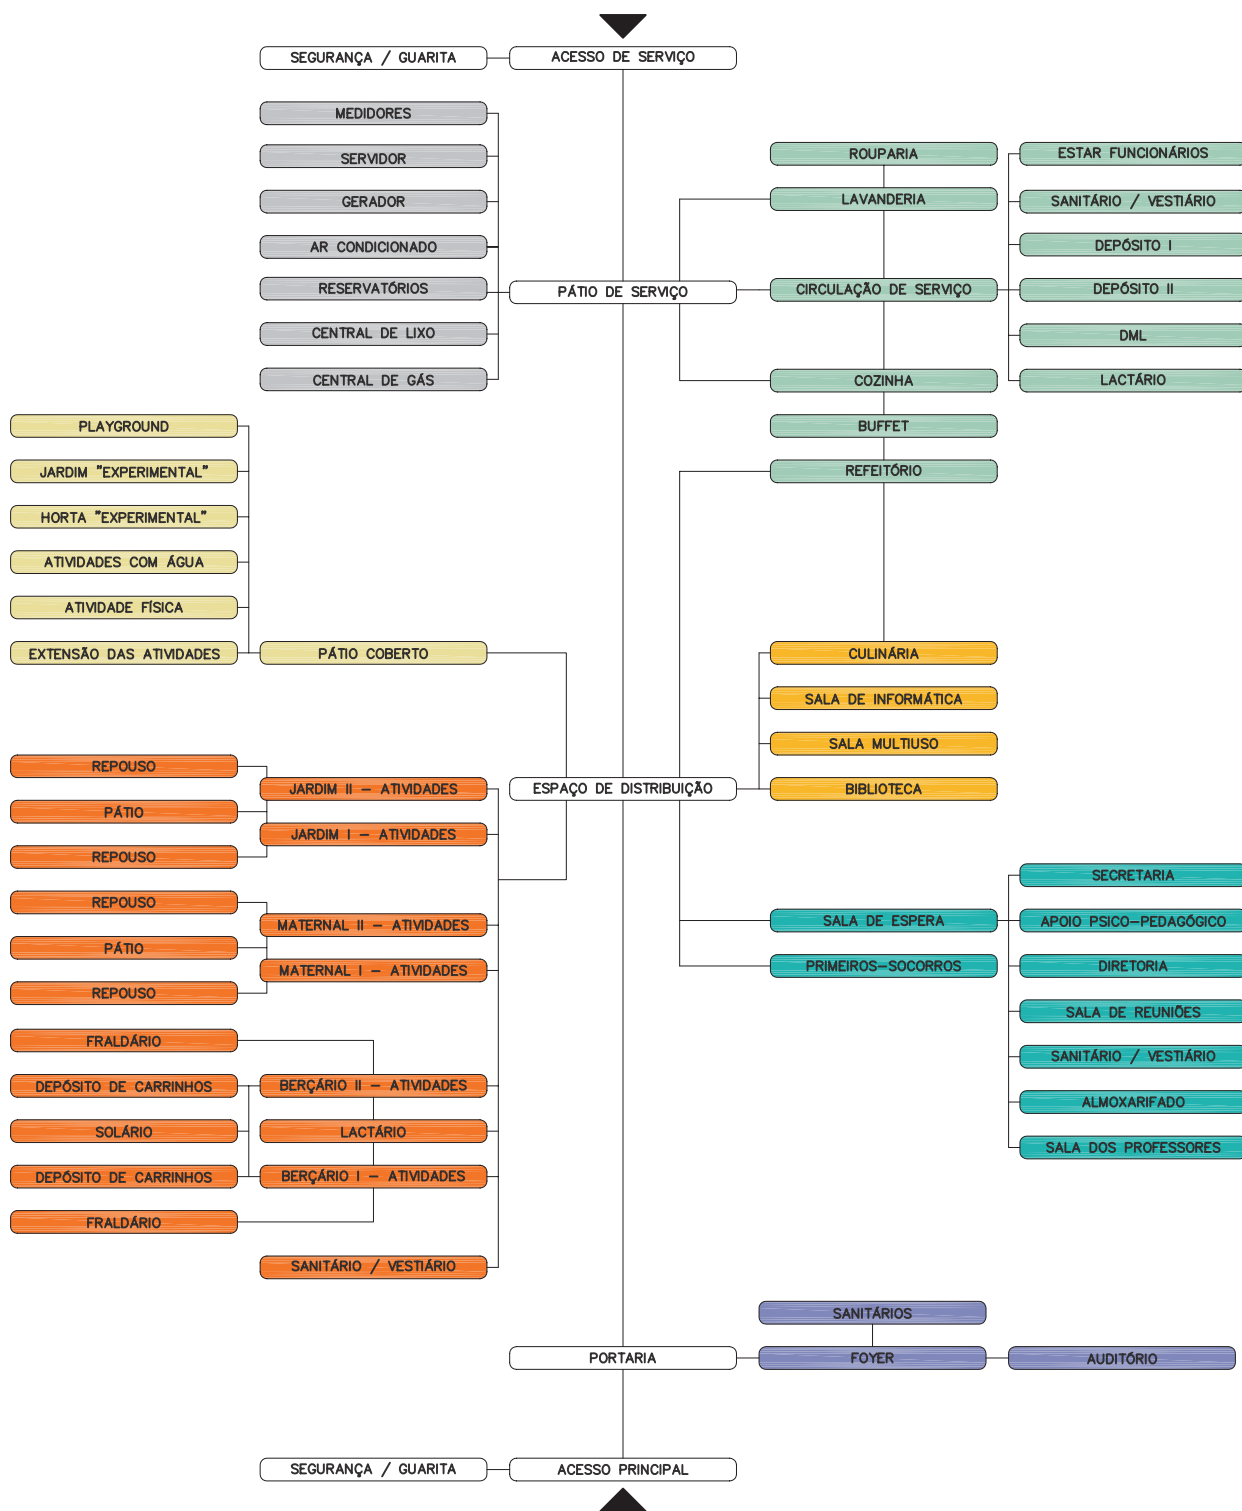 SEGURANÇA / GUARITA
ACESSO DE SERVIÇO
MEDIDORES
SERVIDOR
GERADOR
AR CONDICIONADO
RESERVATÓRIOS
CENTRAL DE LIXO
CENTRAL DE GÁS
PÁTIO DE SERVIÇO
ROUPARIA
LAVANDERIA
CIRCULAÇÃO DE SERVIÇO
COZINHA
BUFFET
REFEITÓRIO
ESTAR FUNCIONÁRIOS
SANITÁRIO / VESTIÁRIO
DEPÓSITO I
DEPÓSITO II
DML
LACTÁRIO
PLAYGROUND
JARDIM "EXPERIMENTAL"
HORTA "EXPERIMENTAL"
ATIVIDADES COM ÁGUA
ATIVIDADE FÍSICA
EXTENSÃO DAS ATIVIDADES
PÁTIO COBERTO
CULINÁRIA
SALA DE INFORMÁTICA
SALA MULTIUSO
BIBLIOTECA
ESPAÇO DE DISTRIBUIÇÃO
REPOUSO
PÁTIO
REPOUSO
JARDIM II – ATIVIDADES
JARDIM I – ATIVIDADES
REPOUSO
PÁTIO
REPOUSO
MATERNAL II – ATIVIDADES
MATERNAL I – ATIVIDADES
FRALDÁRIO
DEPÓSITO DE CARRINHOS
SOLÁRIO
DEPÓSITO DE CARRINHOS
FRALDÁRIO
BERÇÁRIO II – ATIVIDADES
LACTÁRIO
BERÇÁRIO I – ATIVIDADES
SANITÁRIO / VESTIÁRIO
SALA DE ESPERA
PRIMEIROS–SOCORROS
SECRETARIA
APOIO PSICO–PEDAGÓGICO
DIRETORIA
SALA DE REUNIÕES
SANITÁRIO / VESTIÁRIO
ALMOXARIFADO
SALA DOS PROFESSORES
SANITÁRIOS
PORTARIA
FOYER
AUDITÓRIO
SEGURANÇA / GUARITA
ACESSO PRINCIPAL